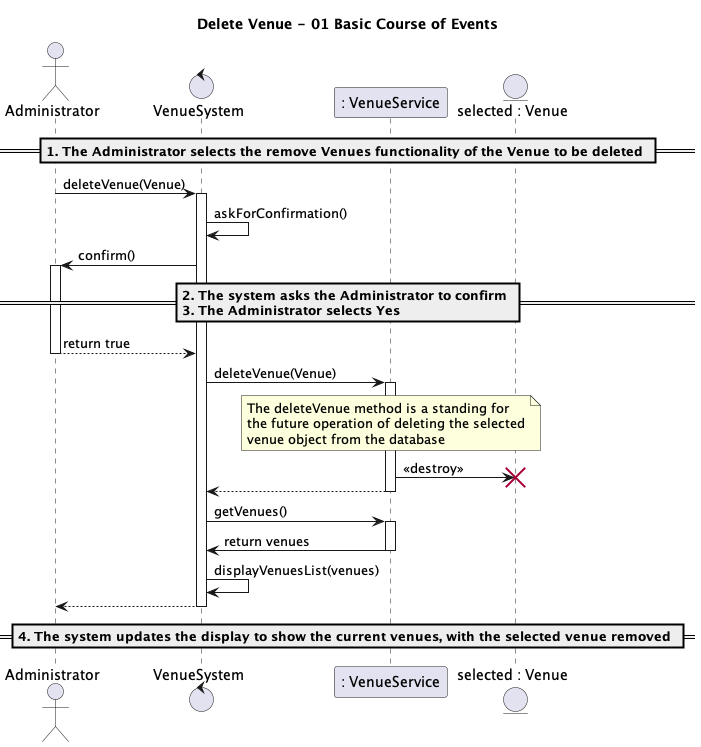 Delete Venue - 01 Basic Course of Events
Administrator
VenueSystem
: VenueService
selected : Venue
1. The Administrator selects the remove Venues functionality of the Venue to be deleted
deleteVenue(Venue)
askForConfirmation()
confirm()
2. The system asks the Administrator to confirm
3. The Administrator selects Yes
return true
deleteVenue(Venue)
The deleteVenue method is a standing for
the future operation of deleting the selected
venue object from the database
«destroy»
getVenues()
return venues
displayVenuesList(venues)
4. The system updates the display to show the current venues, with the selected venue removed
Administrator
VenueSystem
: VenueService
selected : Venue